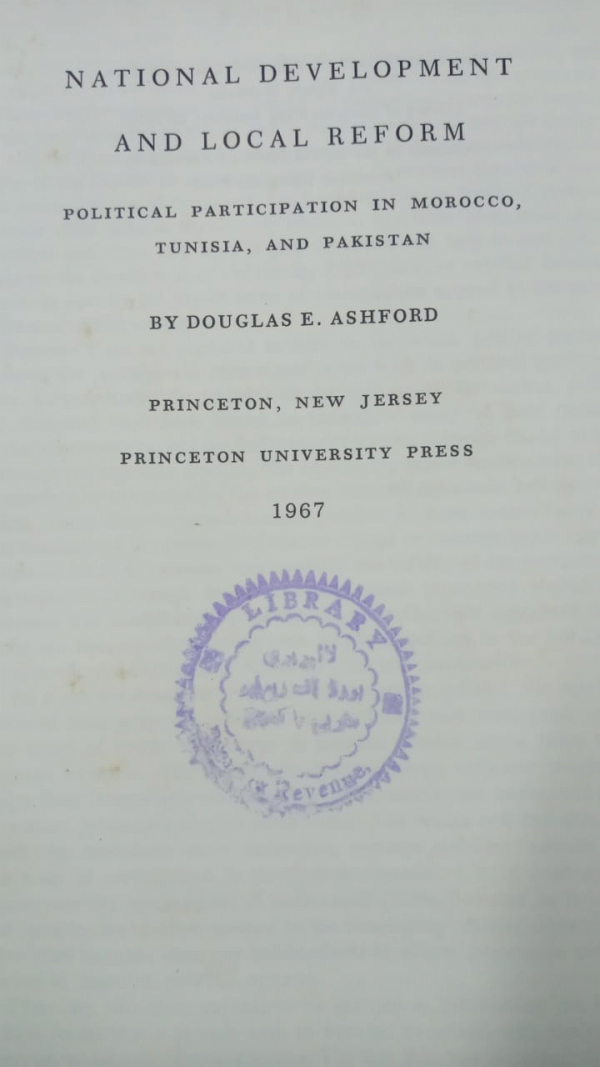 NATIONAL DEVELOPMENT
AND LOCAL REFORM
POLITICAL PARTICIPATION IN MOROCCO,
TUNISIA, AND PAKISTAN
BY DOUGLAS E. ASHFORD
PRINCETON, NEW JERSEY
PRINCETON UNIVERSITY PRESS
1967
LIBRARY
Revenue,